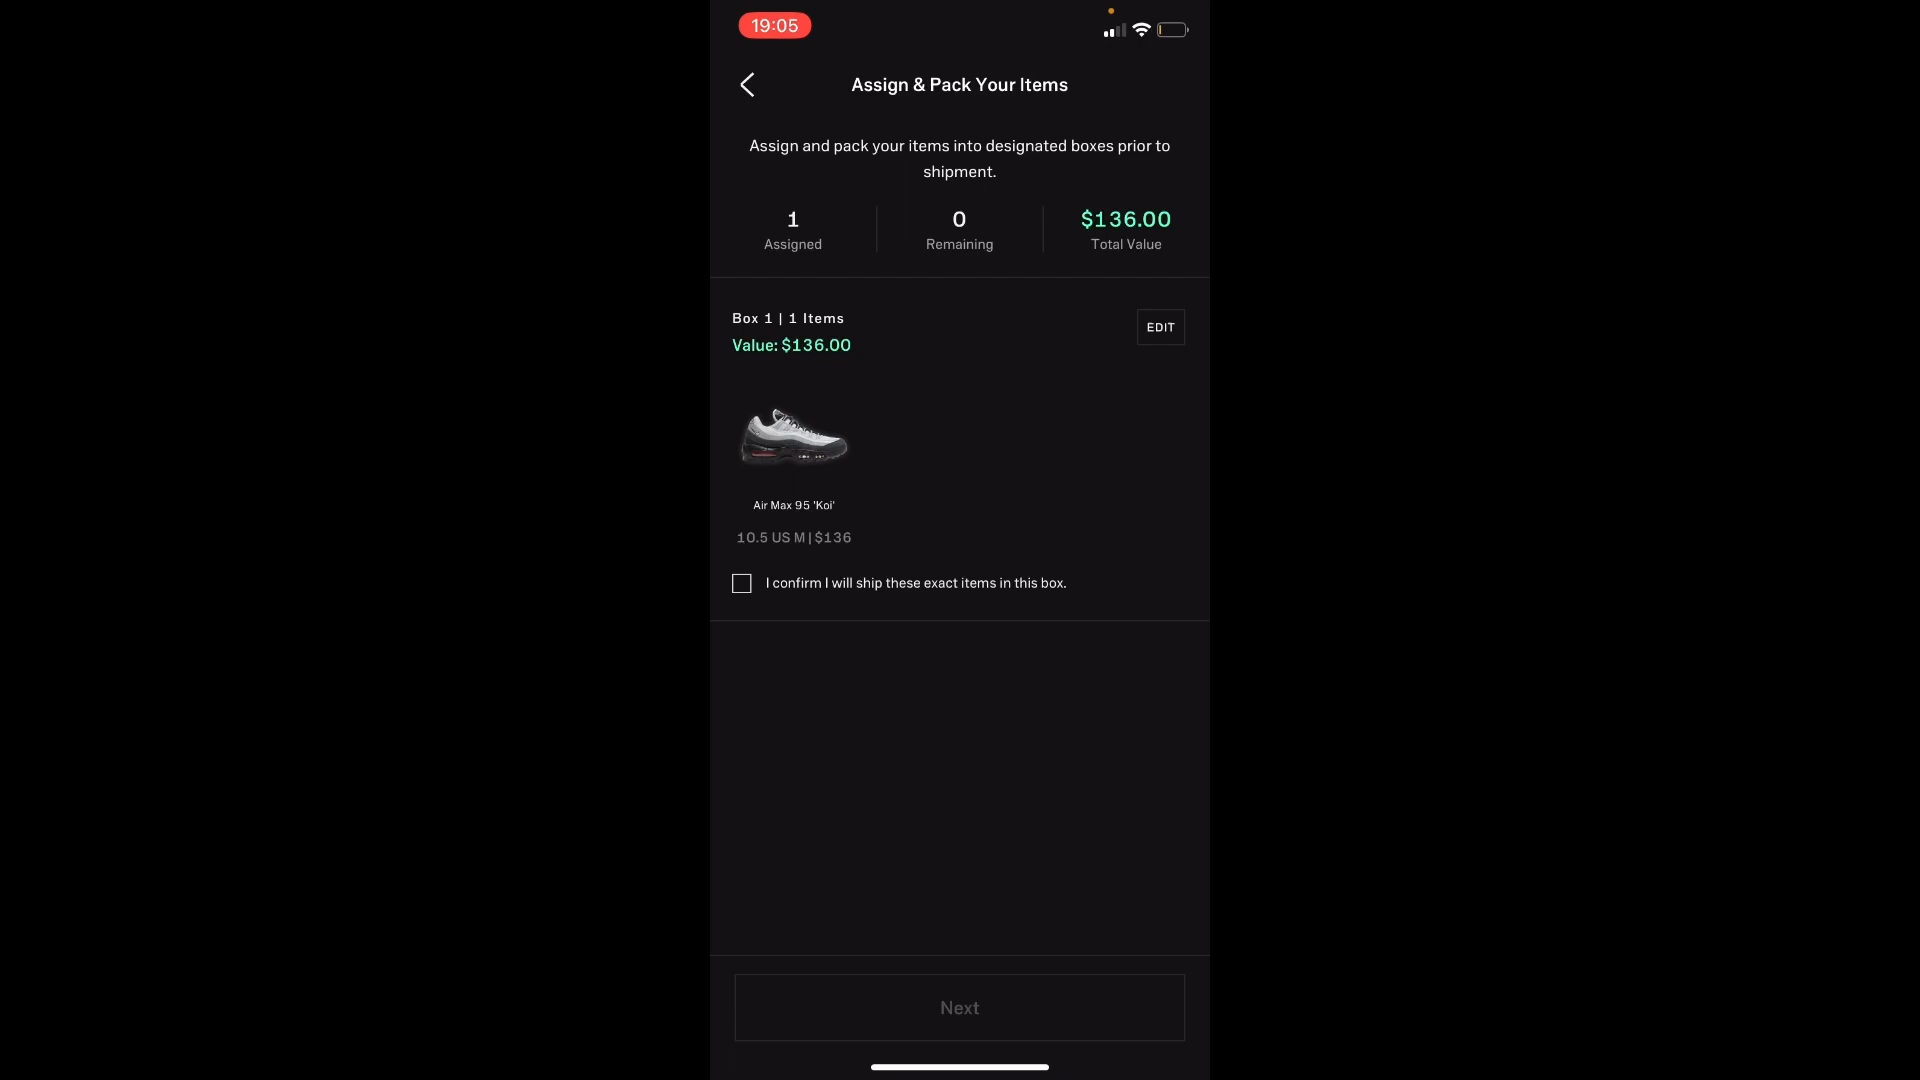 19:05
Assign & Pack Your Items
Assign and pack your items into designated boxes prior to
shipment.
1 0 $136.00
Assigned Remaining Total Value
Box 1 | 1 Items
EDIT
Value: $136.00
Air Max 95 'Koi'
10.5 US M | $136
I confirm I will ship these exact items in this box.
Next